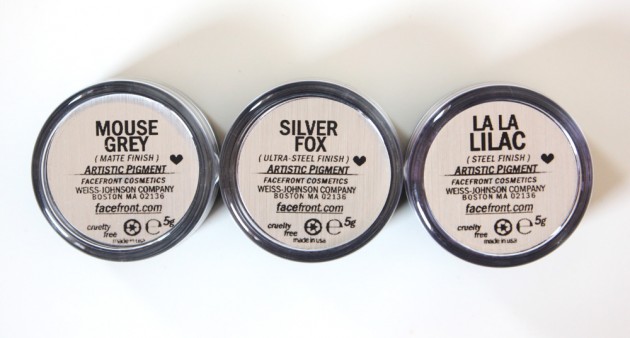 MOUSE
GREY
( MATTE FINISH )
ARTISTIC PIGMENT
FACEFRONT COSMETICS
WEISS-JOHNSON COMPANY
BOSTON MA 02136
facefront.com
cruelty
free
e 5g
made in usa
SILVER
FOX
( ULTRA-STEEL FINISH )
ARTISTIC PIGMENT
FACEFRONT COSMETICS
WEISS-JOHNSON COMPANY
BOSTON MA 02136
facefront.com
cruelty
free
e 5g
made in usa
LA LA
LILAC
( STEEL FINISH )
ARTISTIC PIGMENT
FACEFRONT COSMETICS
WEISS-JOHNSON COMPANY
BOSTON MA 02136
facefront.com
cruelty
free
e 5g
made in usa